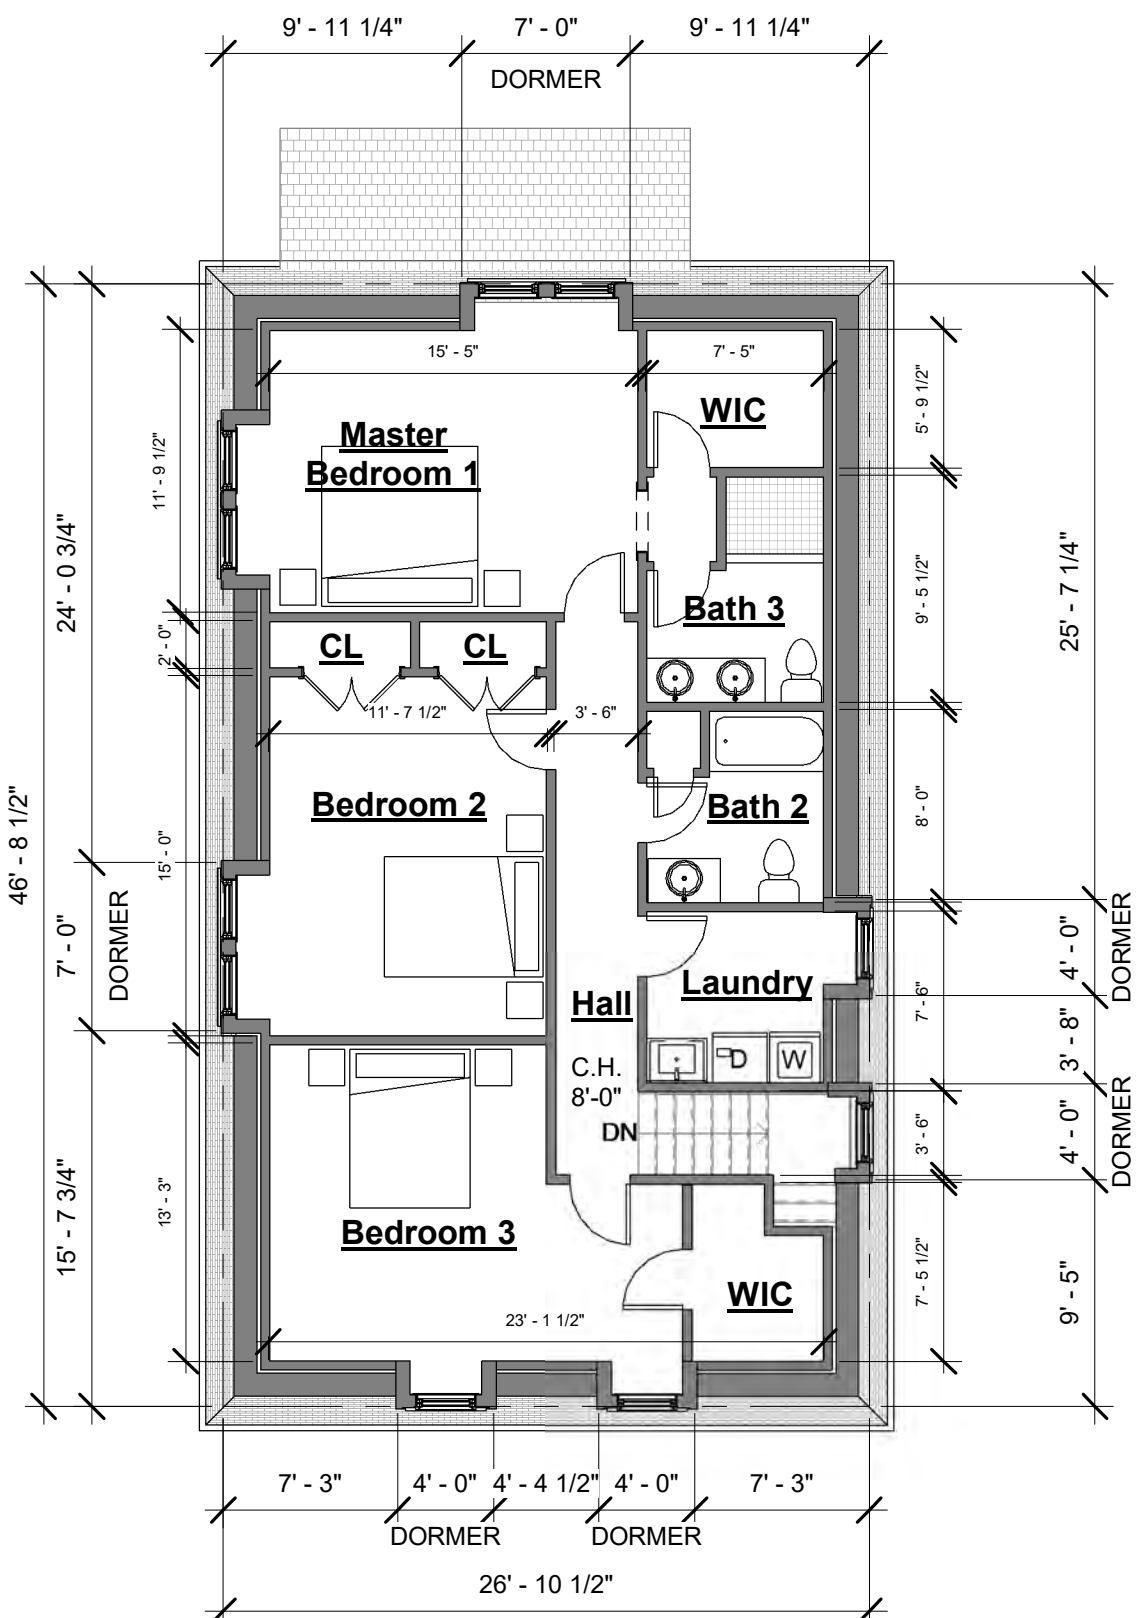 9' - 11 1/4" 7' - 0" 9' - 11 1/4"
DORMER
15' - 5" 7' - 5"
5' - 9 1/2"
WIC
Master
Bedroom 1
11' - 9 1/2"
24' - 0 3/4"
9' - 5 1/2"
25' - 7 1/4"
Bath 3
CL CL
2' - 0"
11' - 7 1/2" 3' - 6"
46' - 8 1/2"
Bedroom 2
Bath 2
8' - 0"
15' - 0"
7' - 0"
DORMER
4' - 0"
DORMER
Laundry
7' - 6"
Hall
3' - 8"
D W
C.H.
8'-0"
DN
3' - 6"
4' - 0"
DORMER
15' - 7 3/4"
13' - 3"
Bedroom 3
WIC
7' - 5 1/2"
9' - 5"
23' - 1 1/2"
7' - 3" 4' - 0" 4' - 4 1/2" 4' - 0" 7' - 3"
DORMER DORMER
26' - 10 1/2"